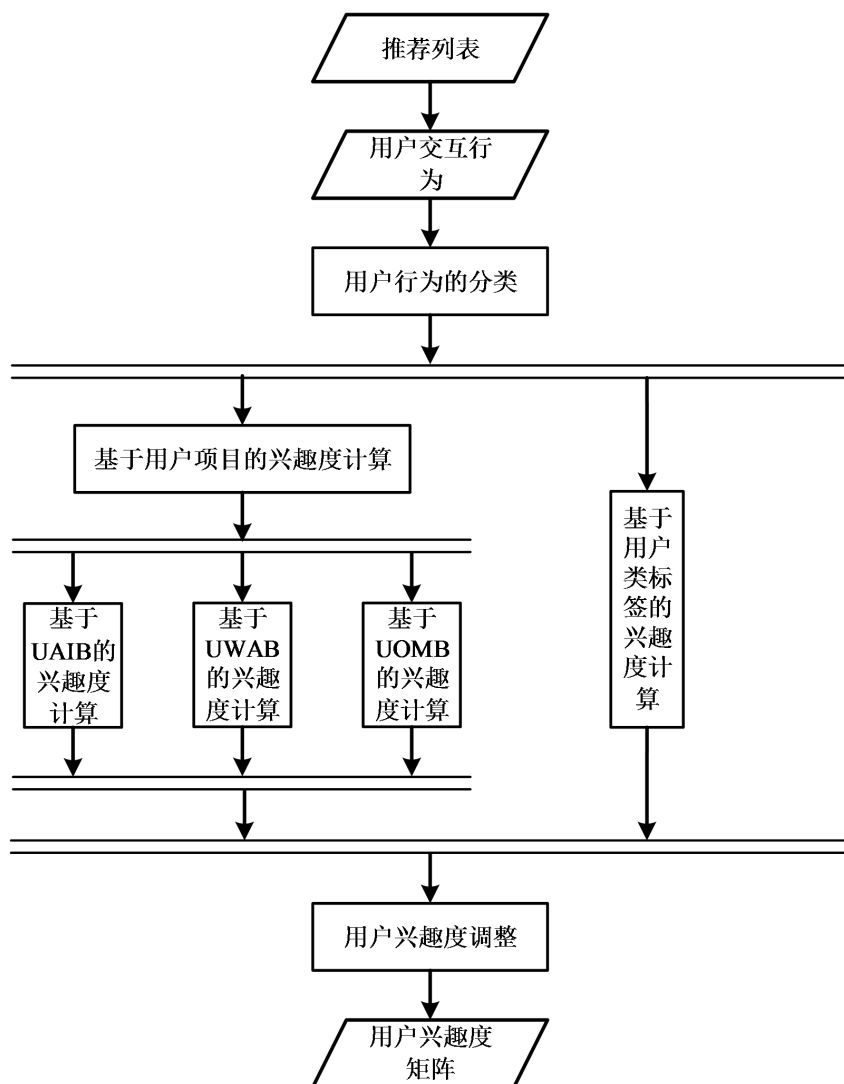 推荐列表
用户交互行
为
用户行为的分类
基于用户项目的兴趣度计算
基于
UAIB的
兴趣度
计算
基于
UWAB
的兴趣
度计算
基于
UOMB
的兴趣
度计算
基于
用户
类标
签的
兴趣
度计
算
用户兴趣度调整
用户兴趣度
矩阵